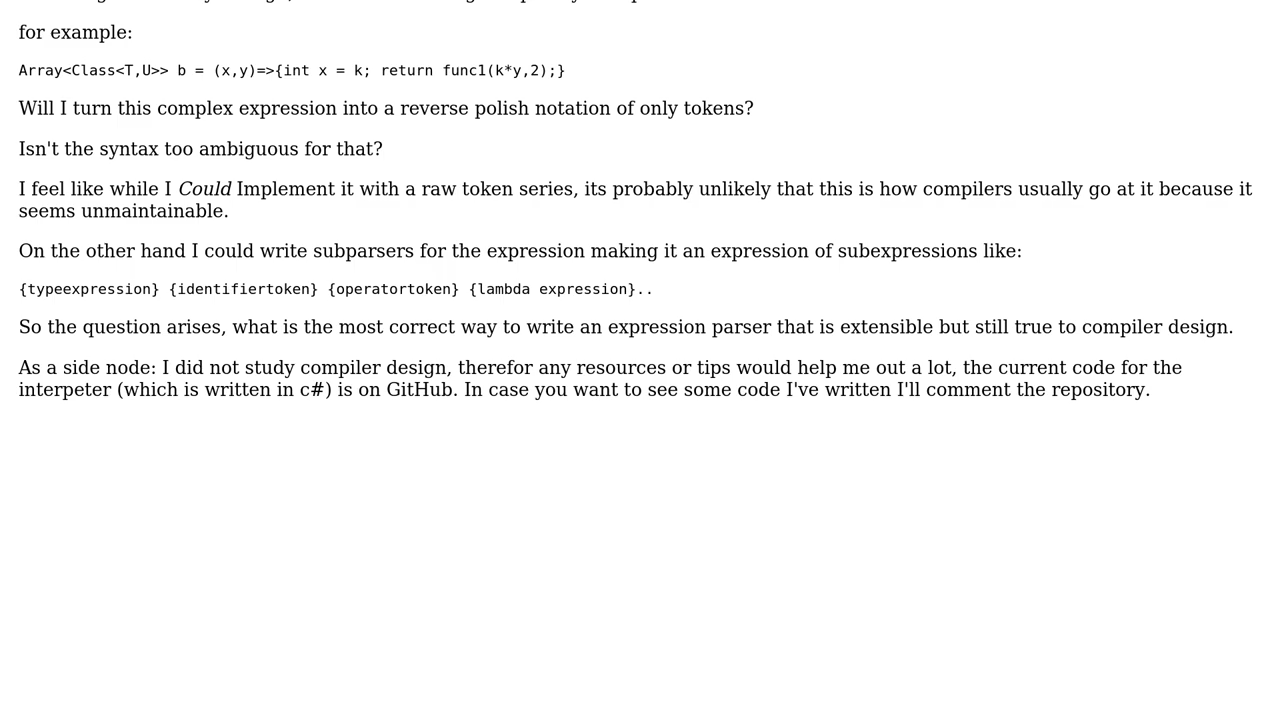 for example:
Array<Class<T,U>> b = (x,y)=>{int x = k; return func1(k*y,2);}
Will I turn this complex expression into a reverse polish notation of only tokens?
Isn't the syntax too ambiguous for that?
I feel like while I Could Implement it with a raw token series, its probably unlikely that this is how compilers usually go at it because it
seems unmaintainable.
On the other hand I could write subparsers for the expression making it an expression of subexpressions like:
{typeexpression} {identifiertoken} {operatortoken} {lambda expression}..
So the question arises, what is the most correct way to write an expression parser that is extensible but still true to compiler design.
As a side node: I did not study compiler design, therefor any resources or tips would help me out a lot, the current code for the
interpeter (which is written in c#) is on GitHub. In case you want to see some code I've written I'll comment the repository.